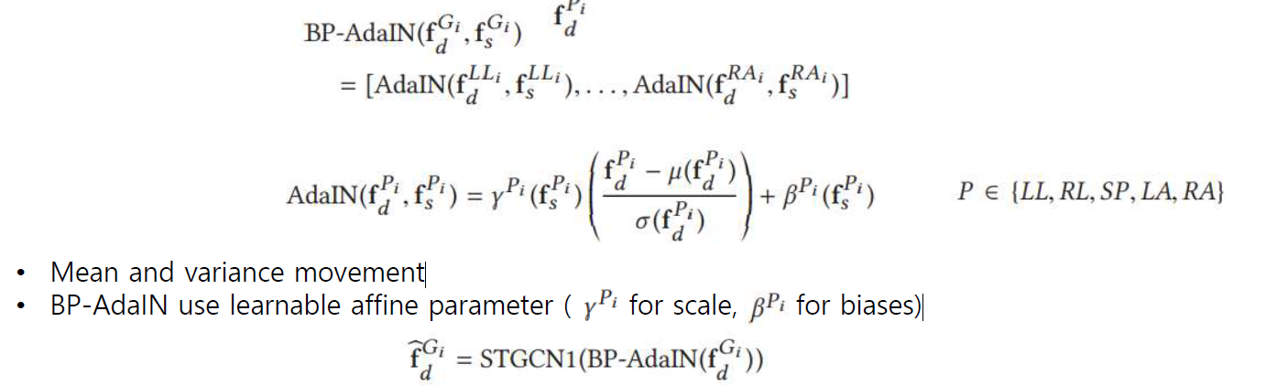 BP-AdaIN(f_d^{G_i}, f_s^{G_i}) f_d^{P_i}
= [AdaIN(f_d^{LL_i}, f_s^{LL_i}), . . . , AdaIN(f_d^{RA_i}, f_s^{RA_i})]
AdaIN(f_d^{P_i}, f_s^{P_i}) = γ^{P_i}(f_s^{P_i}) ( (f_d^{P_i} − μ(f_d^{P_i})) / σ(f_d^{P_i}) ) + β^{P_i}(f_s^{P_i}) P ∈ {LL, RL, SP, LA, RA}
• Mean and variance movement
• BP-AdaIN use learnable affine parameter ( γ^{P_i} for scale, β^{P_i} for biases)
f̃_d^{G_i} = STGCN1(BP-AdaIN(f_d^{G_i}))